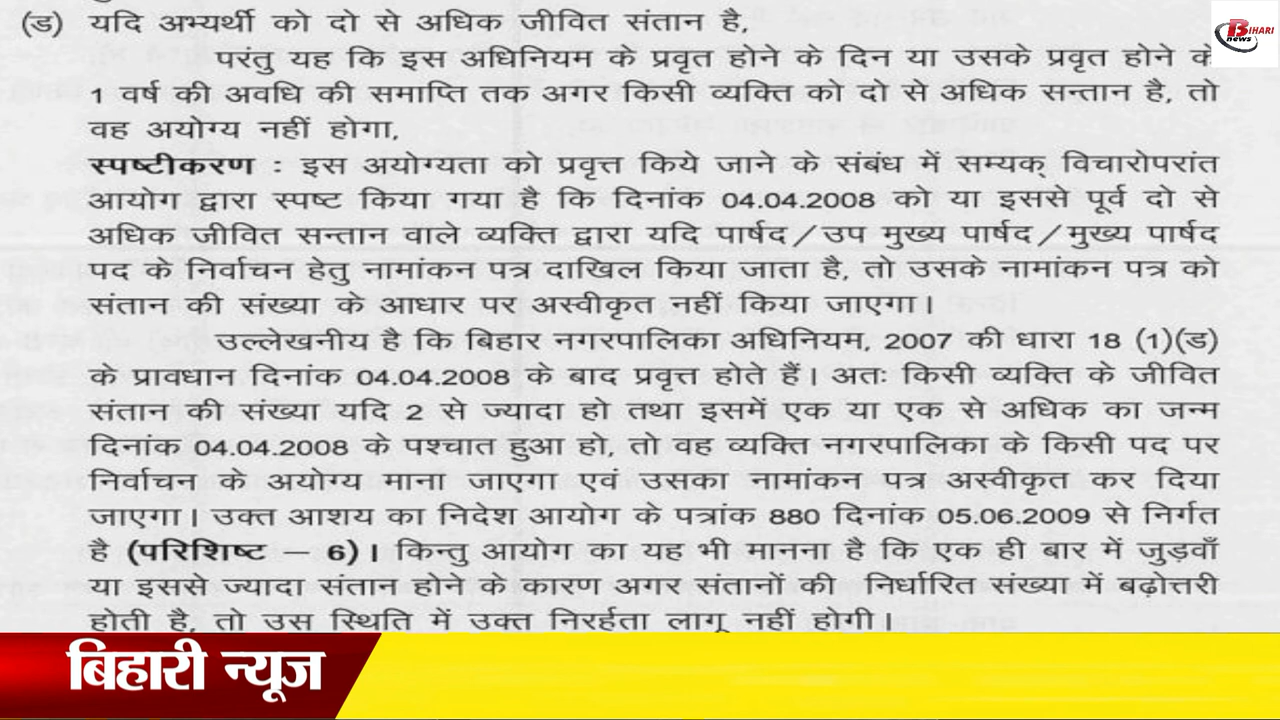 (ड) यदि अभ्यर्थी को दो से अधिक जीवित संतान है,
परंतु यह कि इस अधिनियम के प्रवृत होने के दिन या उसके प्रवृत होने के
1 वर्ष की अवधि की समाप्ति तक अगर किसी व्यक्ति को दो से अधिक सन्तान है, तो
वह अयोग्य नहीं होगा,
स्पष्टीकरण : इस अयोग्यता को प्रवृत्त किये जाने के संबंध में सम्यक् विचारोपरांत
आयोग द्वारा स्पष्ट किया गया है कि दिनांक 04.04.2008 को या इससे पूर्व दो से
अधिक जीवित सन्तान वाले व्यक्ति द्वारा यदि पार्षद/उप मुख्य पार्षद/मुख्य पार्षद
पद के निर्वाचन हेतु नामांकन पत्र दाखिल किया जाता है, तो उसके नामांकन पत्र को
संतान की संख्या के आधार पर अस्वीकृत नहीं किया जाएगा।
उल्लेखनीय है कि बिहार नगरपालिका अधिनियम, 2007 की धारा 18 (1)(ड)
के प्रावधान दिनांक 04.04.2008 के बाद प्रवृत्त होते हैं। अतः किसी व्यक्ति के जीवित
संतान की संख्या यदि 2 से ज्यादा हो तथा इसमें एक या एक से अधिक का जन्म
दिनांक 04.04.2008 के पश्चात हुआ हो, तो वह व्यक्ति नगरपालिका के किसी पद पर
निर्वाचन के अयोग्य माना जाएगा एवं उसका नामांकन पत्र अस्वीकृत कर दिया
जाएगा। उक्त आशय का निदेश आयोग के पत्रांक 880 दिनांक 05.06.2009 से निर्गत
है (परिशिष्ट – 6)। किन्तु आयोग का यह भी मानना है कि एक ही बार में जुड़वाँ
या इससे ज्यादा संतान होने के कारण अगर संतानों की निर्धारित संख्या में बढ़ोत्तरी
होती है, तो उस स्थिति में उक्त निरर्हता लागू नहीं होगी।
BIHARI
news
बिहारी न्यूज